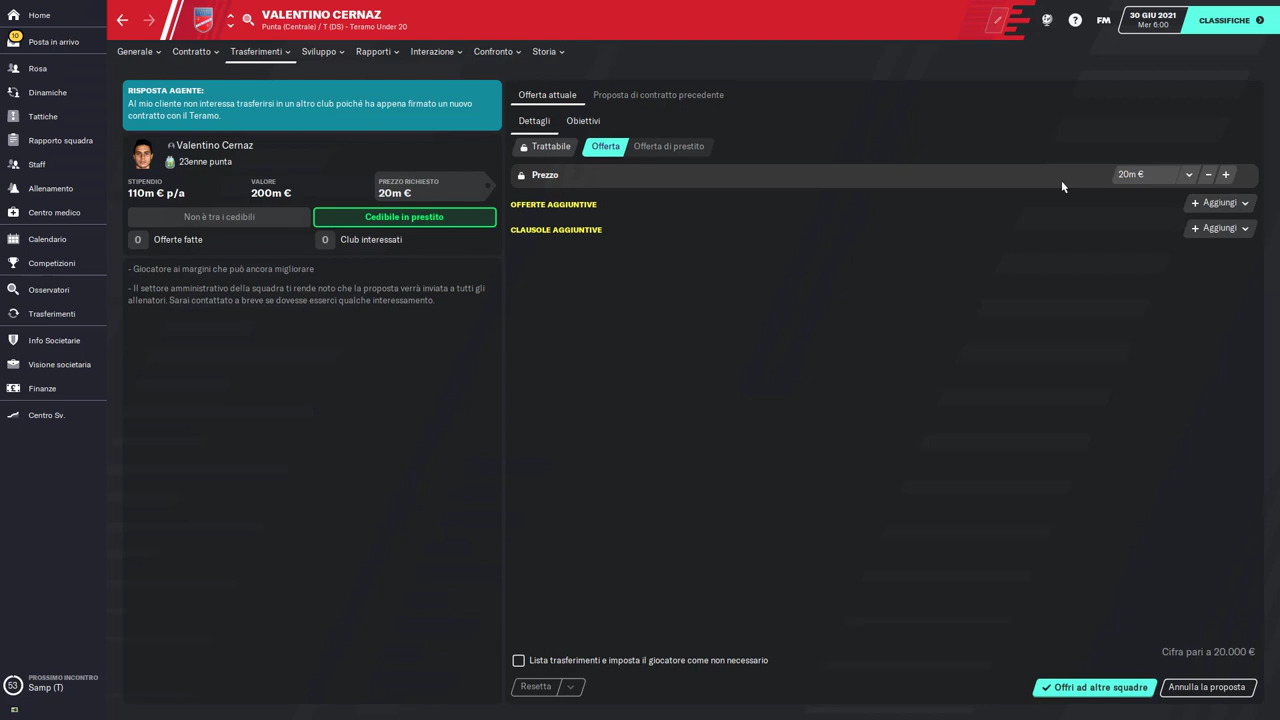 Home
10
Posta in arrivo
Rosa
Dinamiche
Tattiche
Rapporto squadra
Staff
Allenamento
Centro medico
Calendario
Competizioni
Osservatori
Trasferimenti
Info Societarie
Visione societaria
Finanze
Centro Sv.
53
PROSSIMO INCONTRO
Samp (T)
VALENTINO CERNAZ
Punta (Centrale) / T (DS) - Teramo Under 20
?
FM
30 GIU 2021
Mer 6:00
CLASSIFICHE
Generale
Contratto
Trasferimenti
Sviluppo
Rapporti
Interazione
Confronto
Storia
RISPOSTA AGENTE:
Al mio cliente non interessa trasferirsi in un altro club poiché ha appena firmato un nuovo
contratto con il Teramo.
Valentino Cernaz
23enne punta
STIPENDIO
110m € p/a
VALORE
200m €
PREZZO RICHIESTO
20m €
Non è tra i cedibili
Cedibile in prestito
0 Offerte fatte
0 Club interessati
- Giocatore ai margini che può ancora migliorare
- Il settore amministrativo della squadra ti rende noto che la proposta verrà inviata a tutti gli
allenatori. Sarai contattato a breve se dovesse esserci qualche interessamento.
Offerta attuale
Proposta di contratto precedente
Dettagli
Obiettivi
Trattabile
Offerta
Offerta di prestito
Prezzo
20m €
OFFERTE AGGIUNTIVE
Aggiungi
CLAUSOLE AGGIUNTIVE
Aggiungi
Cifra pari a 20.000 €
Lista trasferimenti e imposta il giocatore come non necessario
Resetta
Offri ad altre squadre
Annulla la proposta